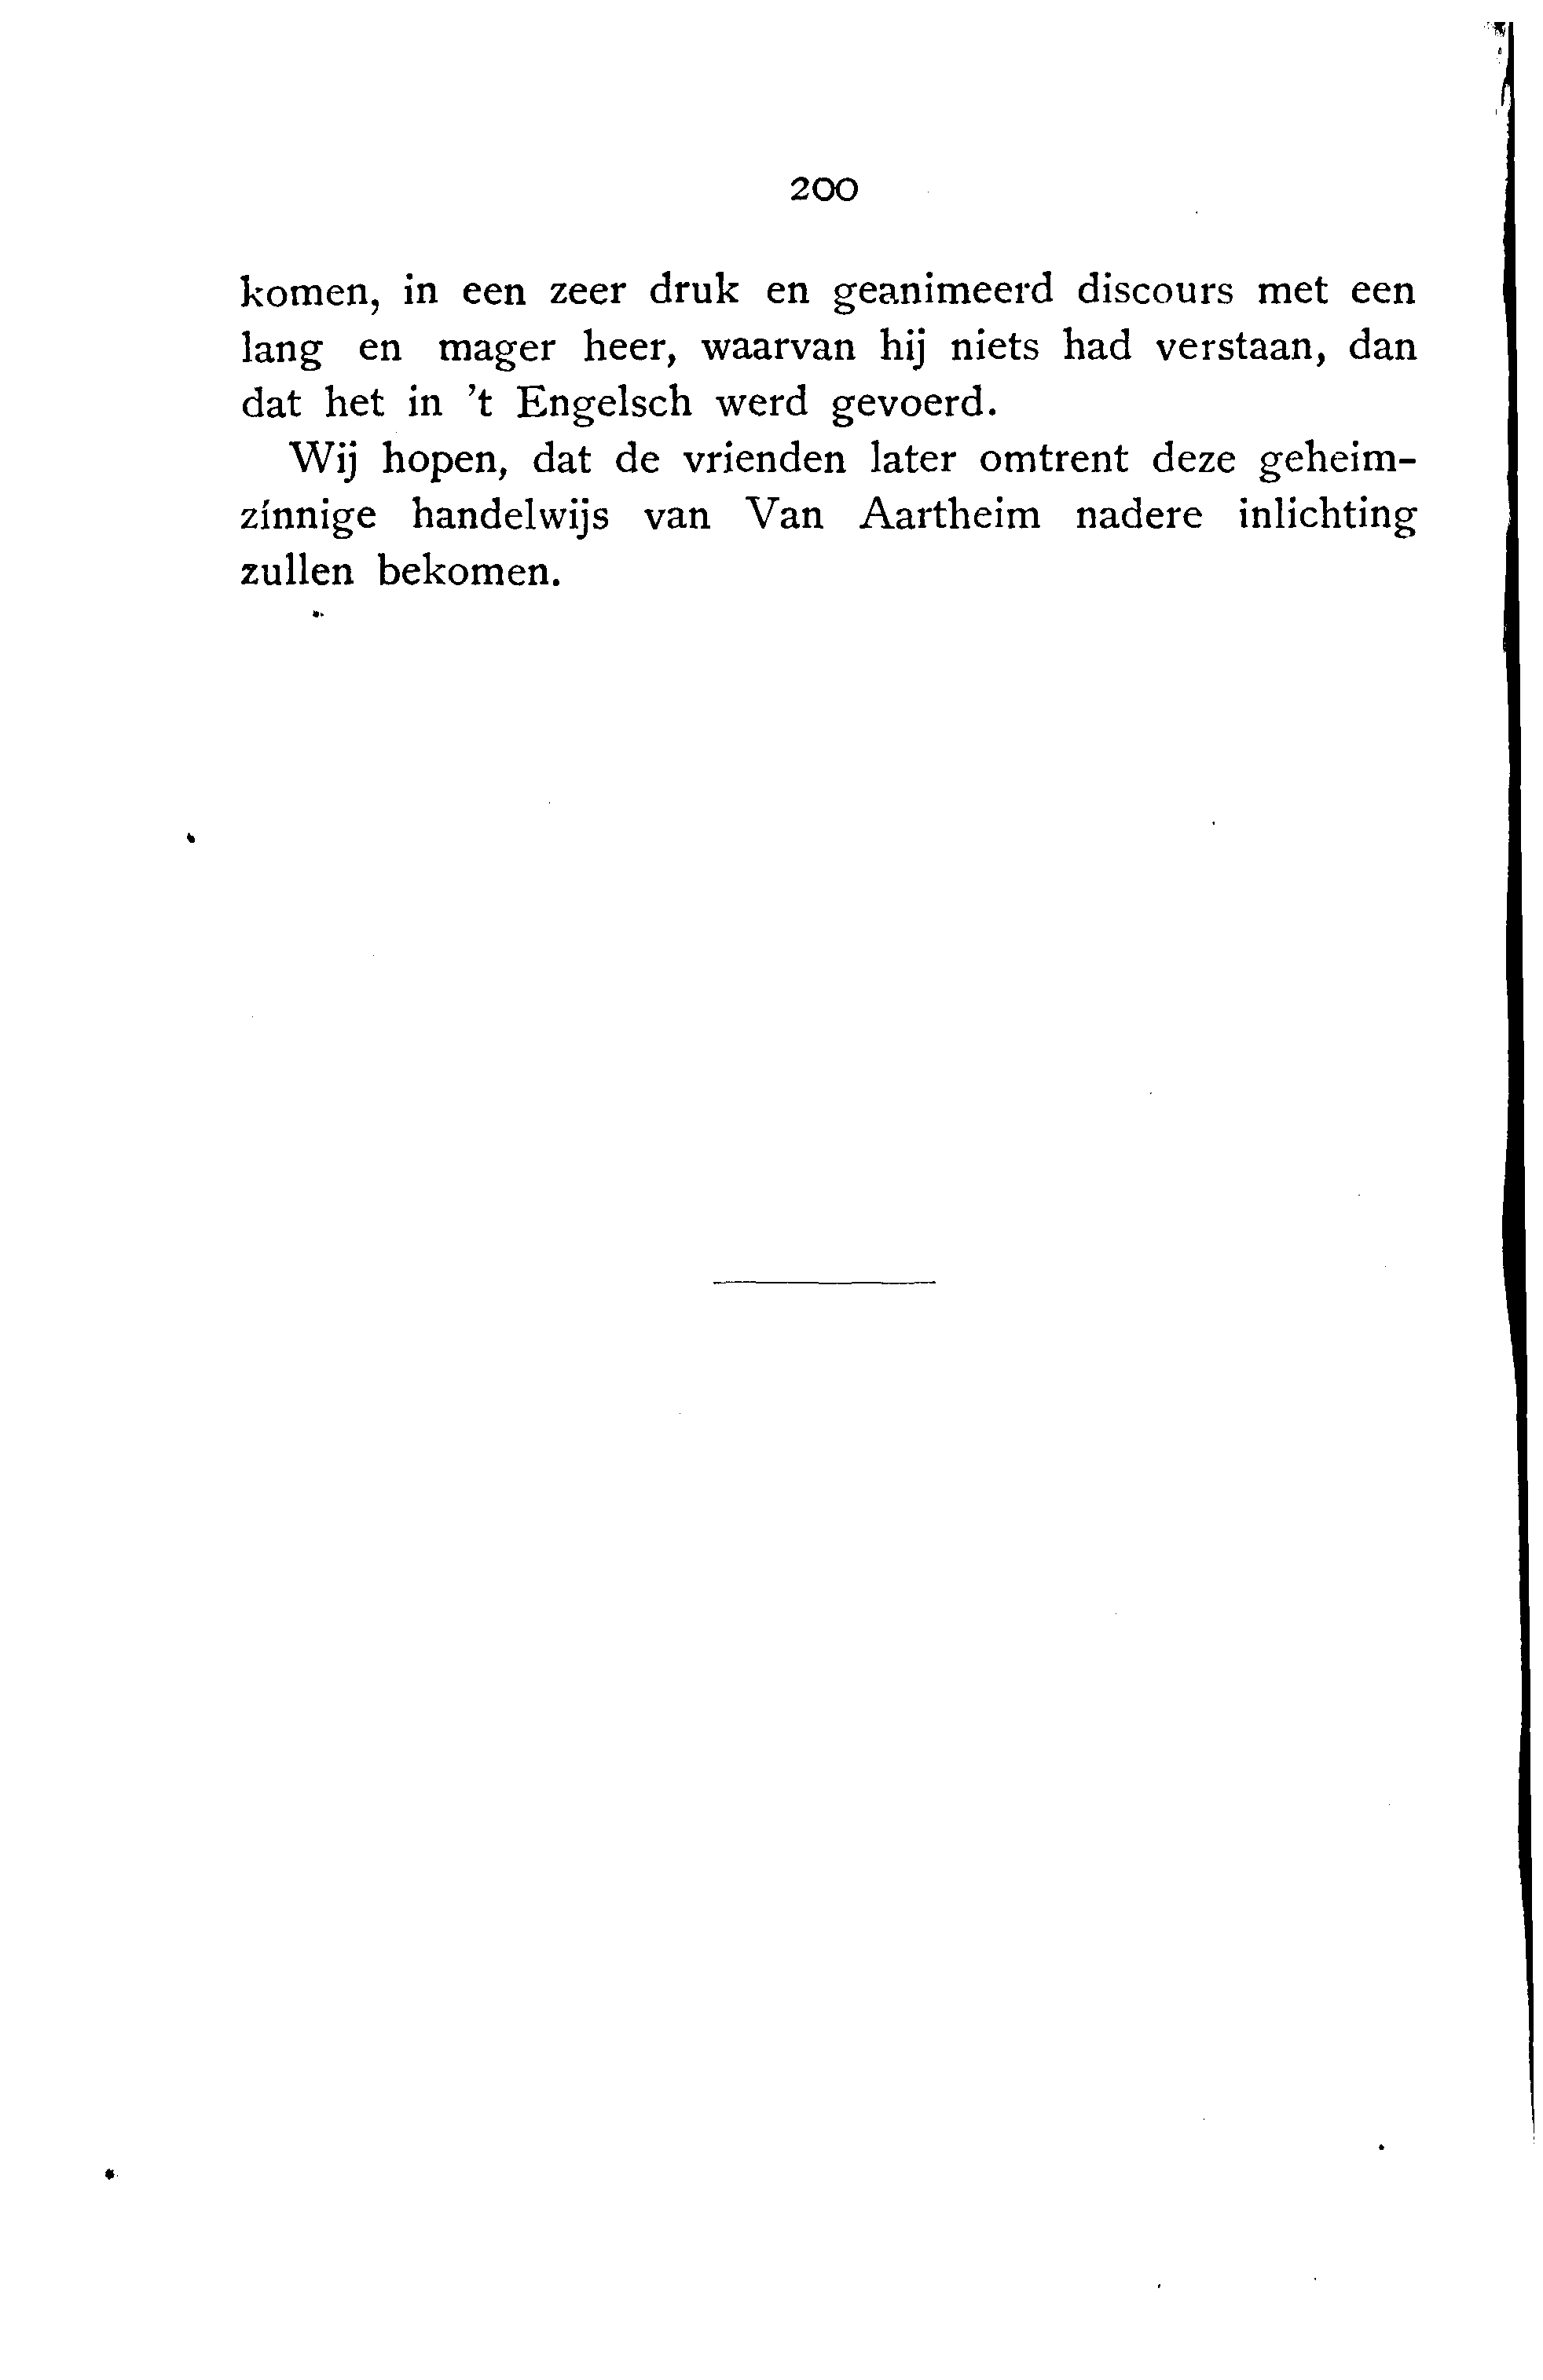 200
komen, in een zeer druk en geanimeerd discours met een
lang en mager heer, waarvan hij niets had verstaan, dan
dat het in 't Engelsch werd gevoerd.
Wij hopen, dat de vrienden later omtrent deze geheim-
zinnige handelwijs van Van Aartheim nadere inlichting
zullen bekomen.